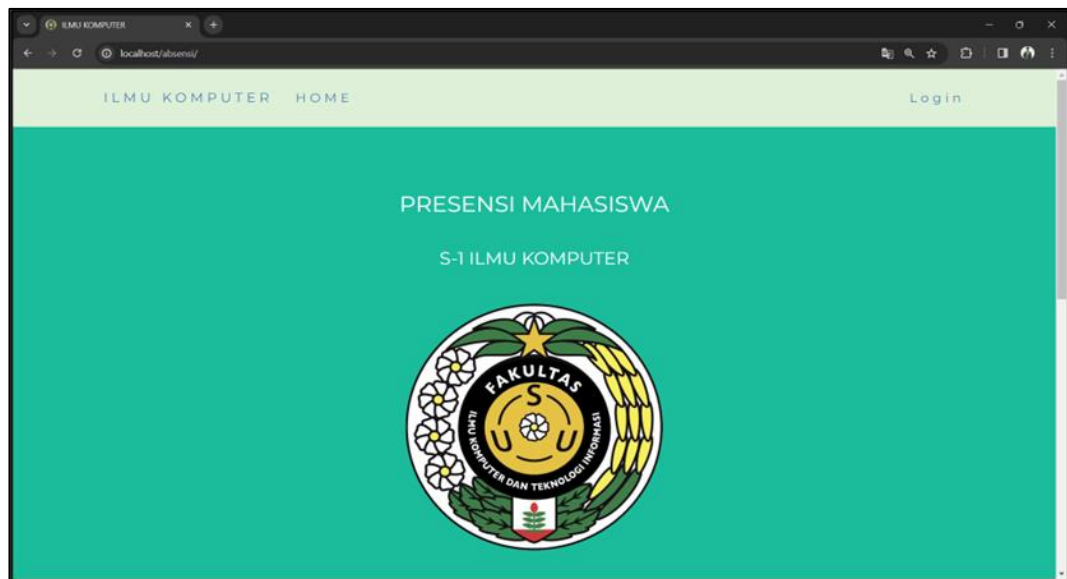 ILMU KOMPUTER
localhost/absensi/
ILMU KOMPUTER HOME Login
PRESENSI MAHASISWA
S-1 ILMU KOMPUTER
FAKULTAS
ILMU KOMPUTER DAN TEKNOLOGI INFORMASI
U S U